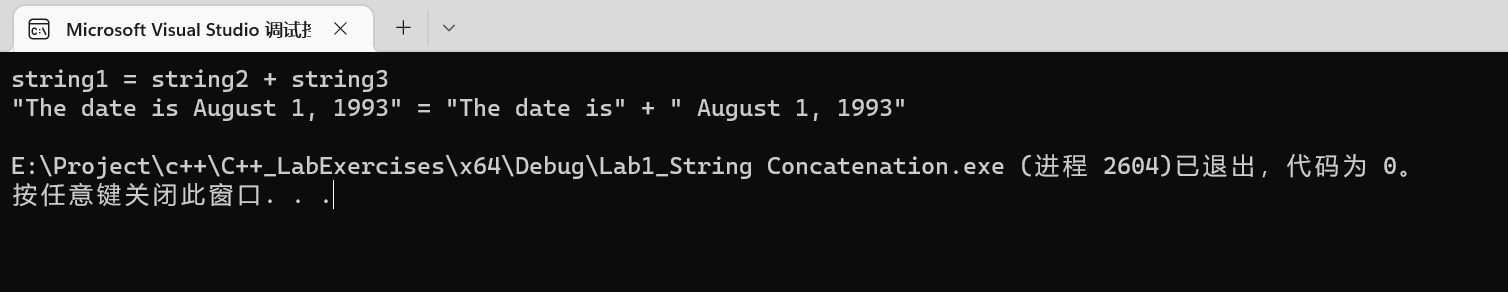 Microsoft Visual Studio 调试
string1 = string2 + string3
"The date is August 1, 1993" = "The date is" + " August 1, 1993"
E:\Project\c++\C++_LabExercises\x64\Debug\Lab1_String Concatenation.exe (进程 2604)已退出，代码为 0。
按任意键关闭此窗口. . .